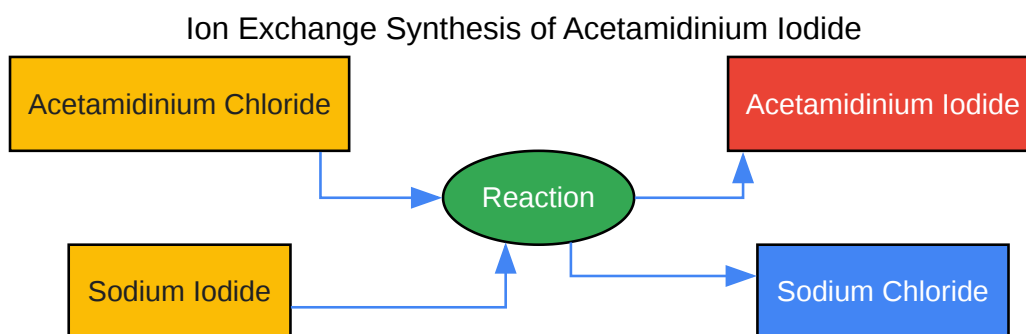 Ion Exchange Synthesis of Acetamidinium Iodide
Acetamidinium Chloride
Acetamidinium Iodide
Reaction
Sodium Iodide
Sodium Chloride